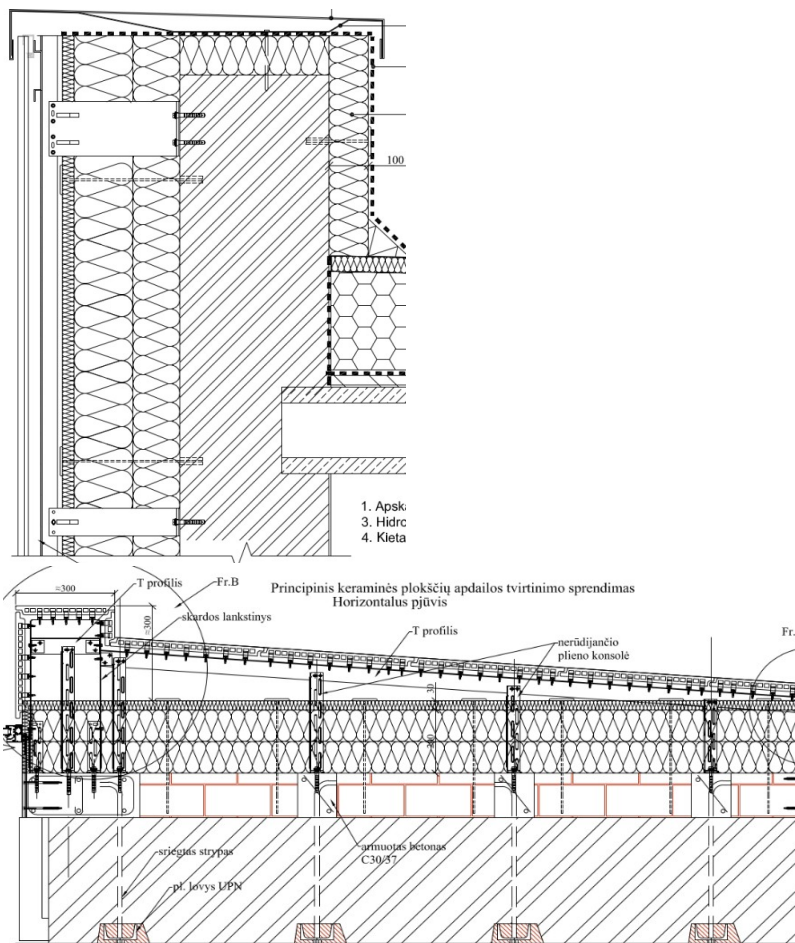 100
1. Apska
3. Hidro
4. Kieta
≈300
T profilis
Fr.B
Principinis keraminės plokščių apdailos tvirtinimo sprendimas
Horizontalus pjūvis
≈300
skardos lankstinys
T profilis
nerūdijančio
plieno konsolė
Fr.
30
200
armuotas betonas
C30/37
sriegtas strypas
pl. lovys UPN